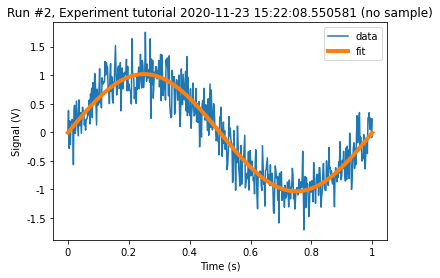 Run #2, Experiment tutorial 2020-11-23 15:22:08.550581 (no sample)
data
fit
Signal (V)
1.5
1
0.5
0
-0.5
-1
-1.5
0
0.2
0.4
0.6
0.8
1
Time (s)